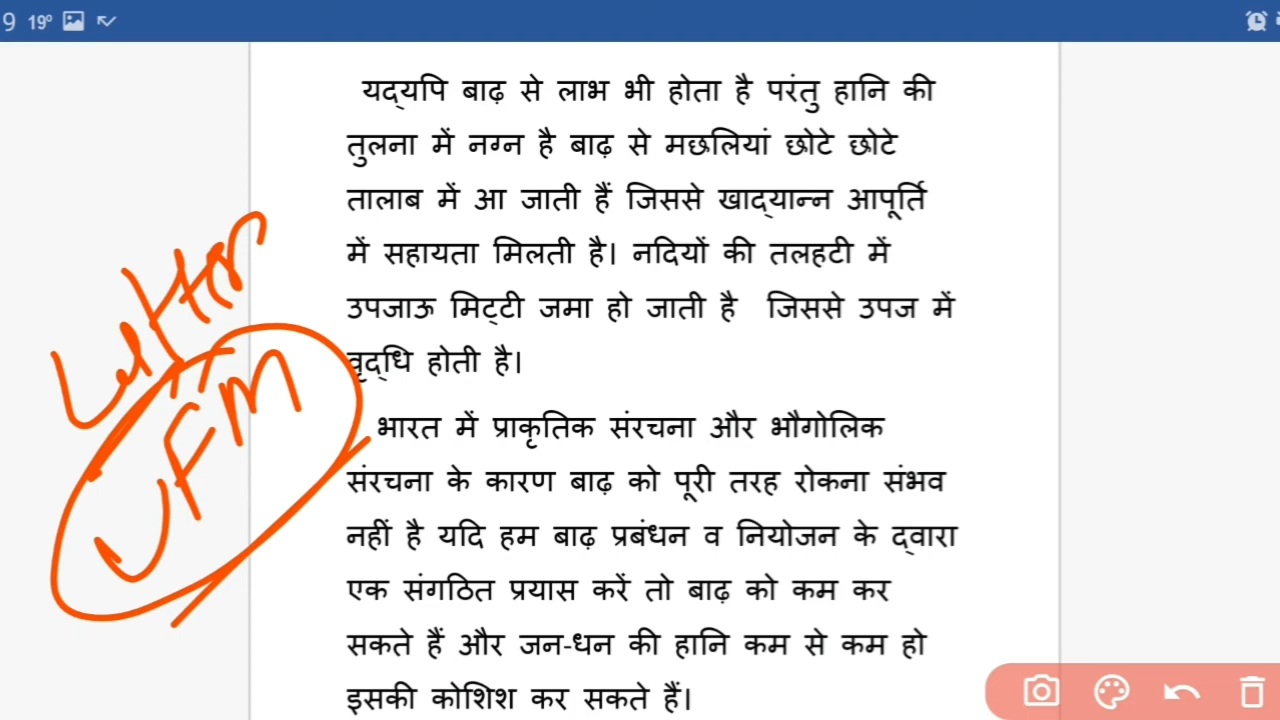 9 19°
यद्यपि बाढ़ से लाभ भी होता है परंतु हानि की
तुलना में नग्न है बाढ़ से मछलियां छोटे छोटे
तालाब में आ जाती हैं जिससे खाद्यान्न आपूर्ति
में सहायता मिलती है। नदियों की तलहटी में
उपजाऊ मिट्टी जमा हो जाती है जिससे उपज में
वृद्धि होती है।
भारत में प्राकृतिक संरचना और भौगोलिक
संरचना के कारण बाढ़ को पूरी तरह रोकना संभव
नहीं है यदि हम बाढ़ प्रबंधन व नियोजन के द्वारा
एक संगठित प्रयास करें तो बाढ़ को कम कर
सकते हैं और जन-धन की हानि कम से कम हो
इसकी कोशिश कर सकते हैं।